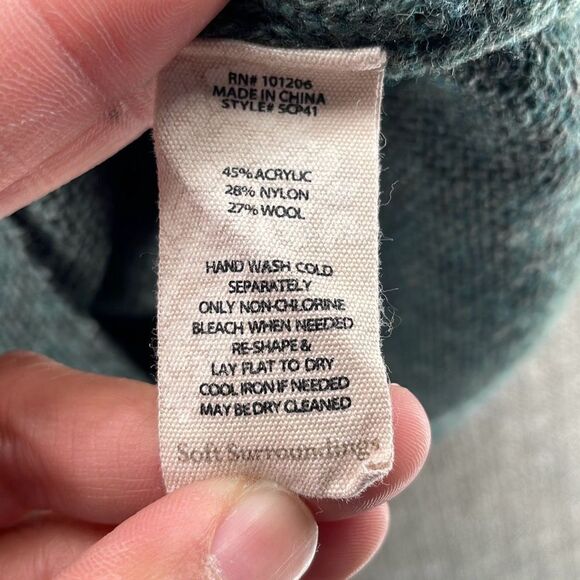 RN# 101206
MADE IN CHINA
STYLE# 5CP41
45% ACRYLIC
28% NYLON
27% WOOL
HAND WASH COLD
SEPARATELY
ONLY NON-CHLORINE
BLEACH WHEN NEEDED
RE-SHAPE &
LAY FLAT TO DRY
COOL IRON IF NEEDED
MAY BE DRY CLEANED
Soft Surroundings